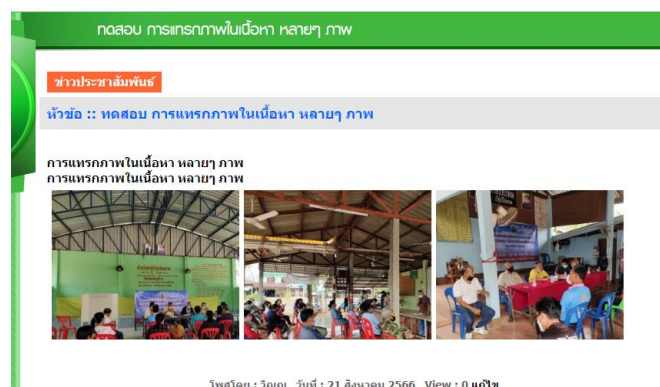 ทดสอบ การแทรกภาพในเนื้อหา หลายๆ ภาพ
ข่าวประชาสัมพันธ์
หัวข้อ :: ทดสอบ การแทรกภาพในเนื้อหา หลายๆ ภาพ
การแทรกภาพในเนื้อหา หลายๆ ภาพ
การแทรกภาพในเนื้อหา หลายๆ ภาพ
วันที่ : 21 สิงหาคม 2566 View : 0 แก้ไข